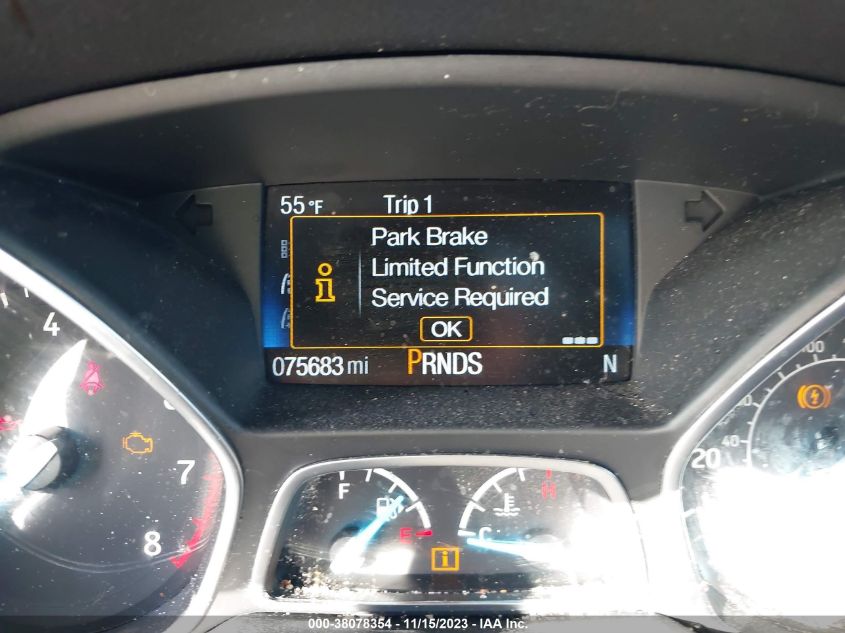 55°F Trip 1
Park Brake
Limited Function
Service Required
OK
075683 mi PRNDS N
4
7
8
F
E
H
C
20
40
100
000-38078354 - 11/15/2023 - IAA Inc.